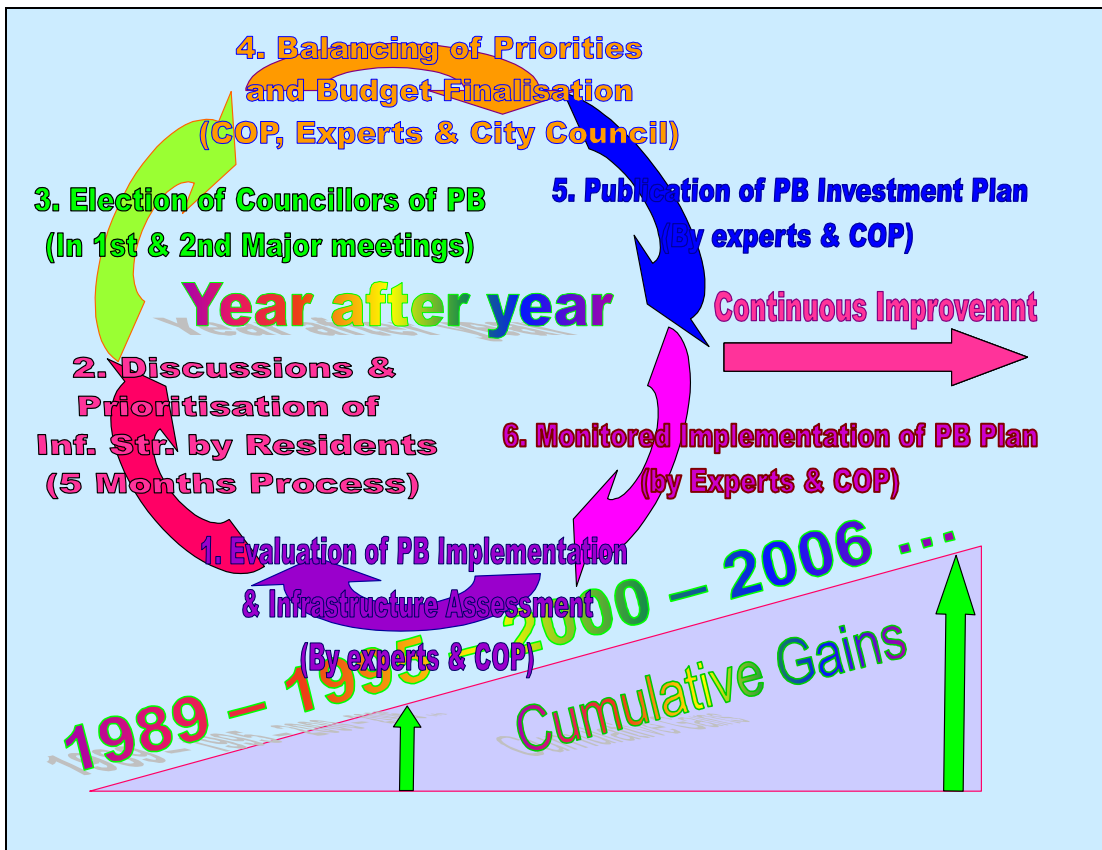 4. Balancing of Priorities
and Budget Finalisation
(COP, Experts & City Council)
3. Election of Councillors of PB
(In 1st & 2nd Major meetings)
5. Publication of PB Investment Plan
(By experts & COP)
Year after year
Continuous Improvemnt
2. Discussions &
Prioritisation of
Inf. Str. by Residents
(5 Months Process)
6. Monitored Implementation of PB Plan
(by Experts & COP)
1. Evaluation of PB Implementation
& Infrastructure Assessment
(By experts & COP)
1989 – 1995 – 2000 – 2006 ...
Cumulative Gains